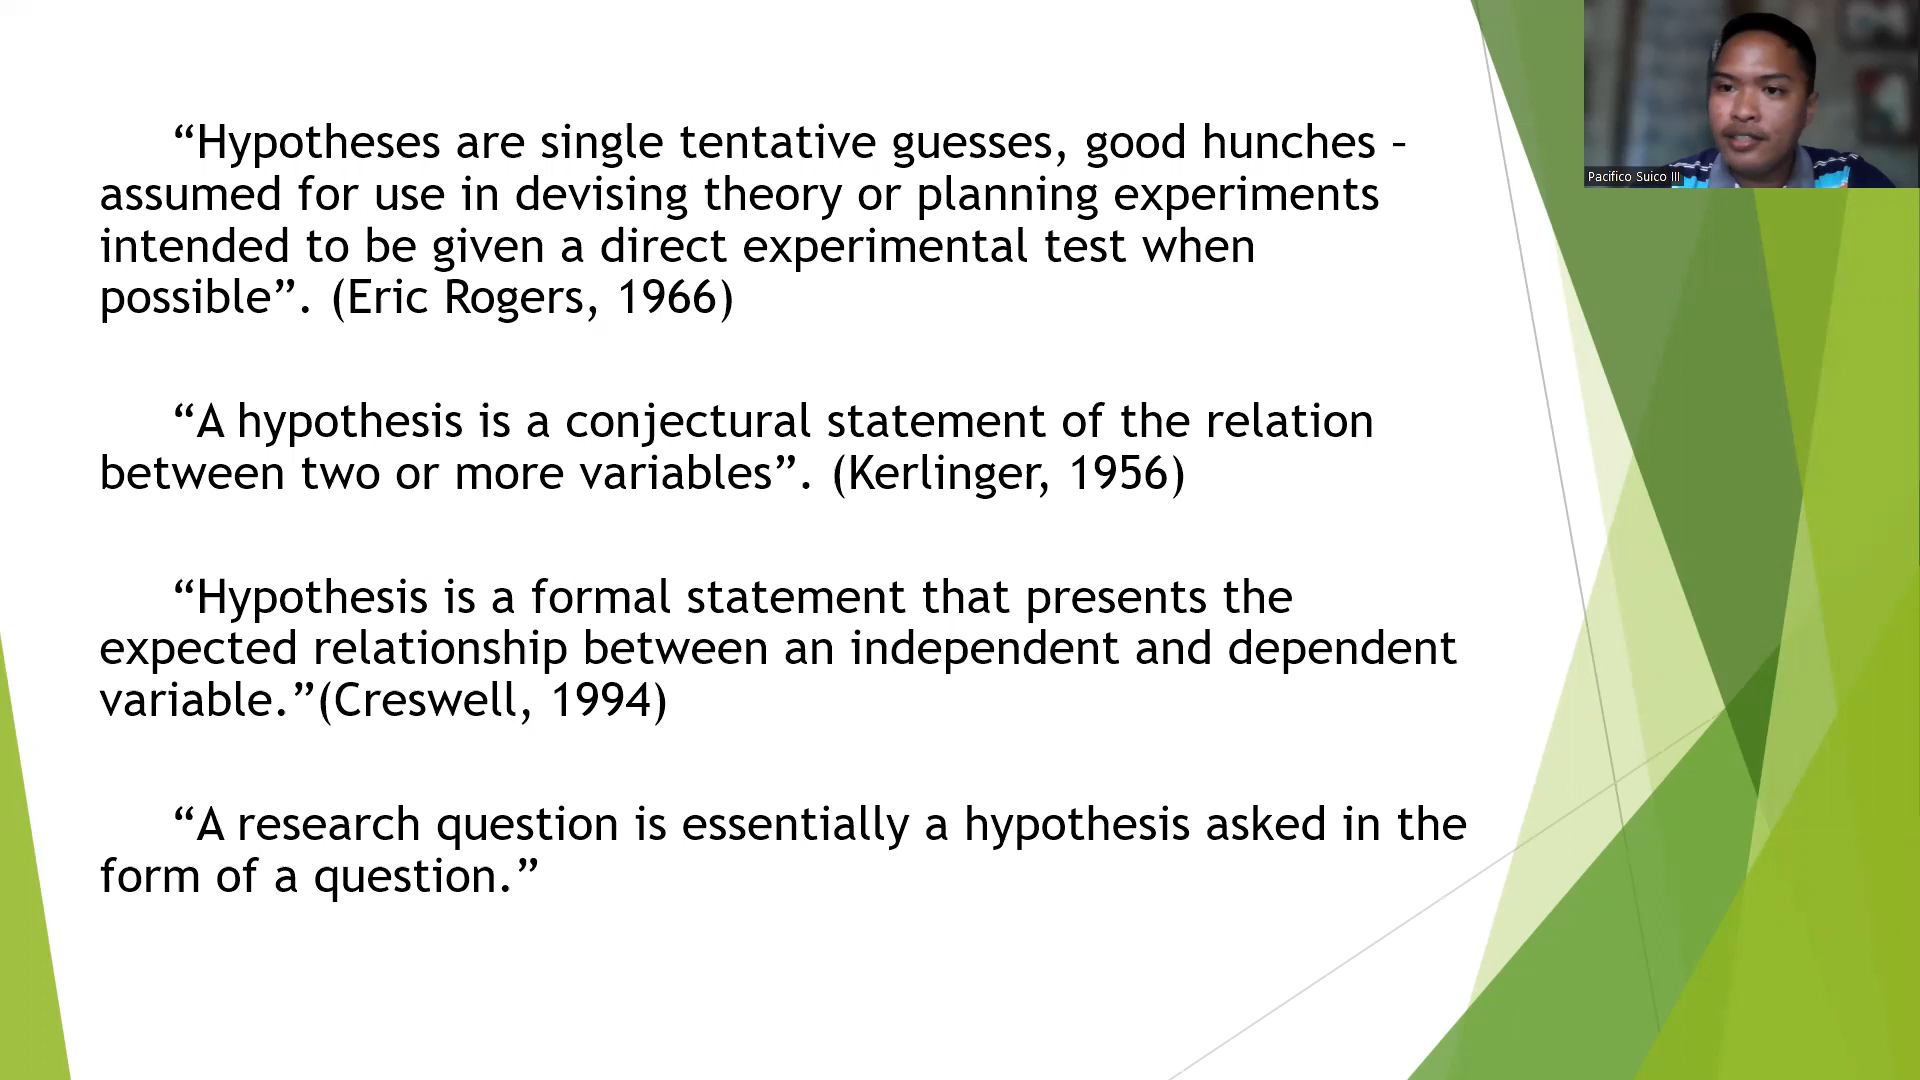 “Hypotheses are single tentative guesses, good hunches –
assumed for use in devising theory or planning experiments
intended to be given a direct experimental test when
possible”. (Eric Rogers, 1966)
“A hypothesis is a conjectural statement of the relation
between two or more variables”. (Kerlinger, 1956)
“Hypothesis is a formal statement that presents the
expected relationship between an independent and dependent
variable.”(Creswell, 1994)
“A research question is essentially a hypothesis asked in the
form of a question.”
Pacifico Suico III